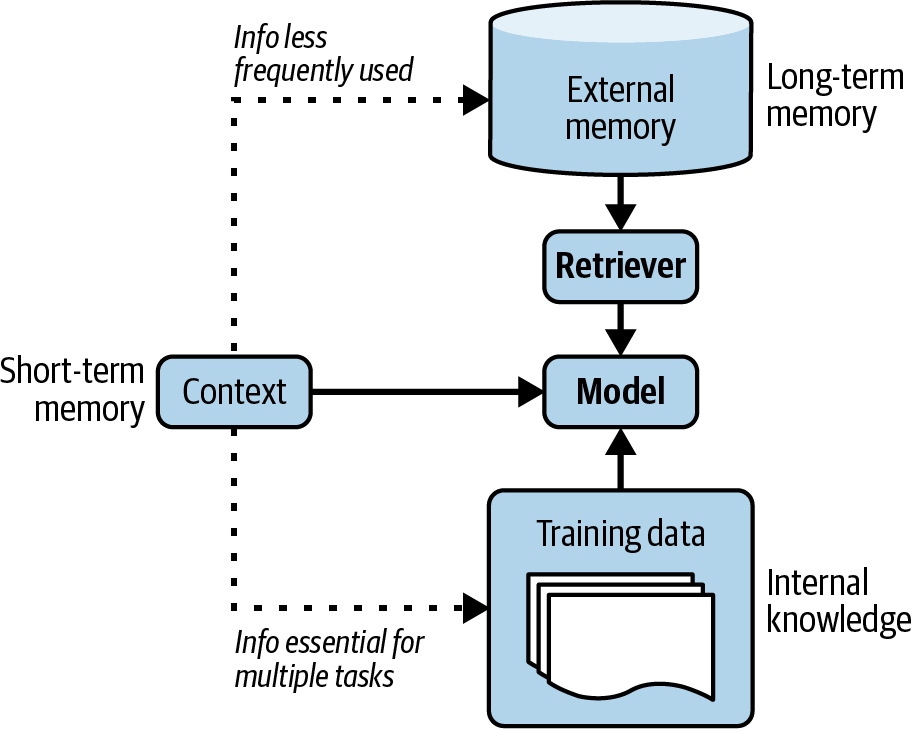 Info less
frequently used
External
memory
Long-term
memory
Retriever
Short-term
memory
Context
Model
Training data
Internal
knowledge
Info essential for
multiple tasks